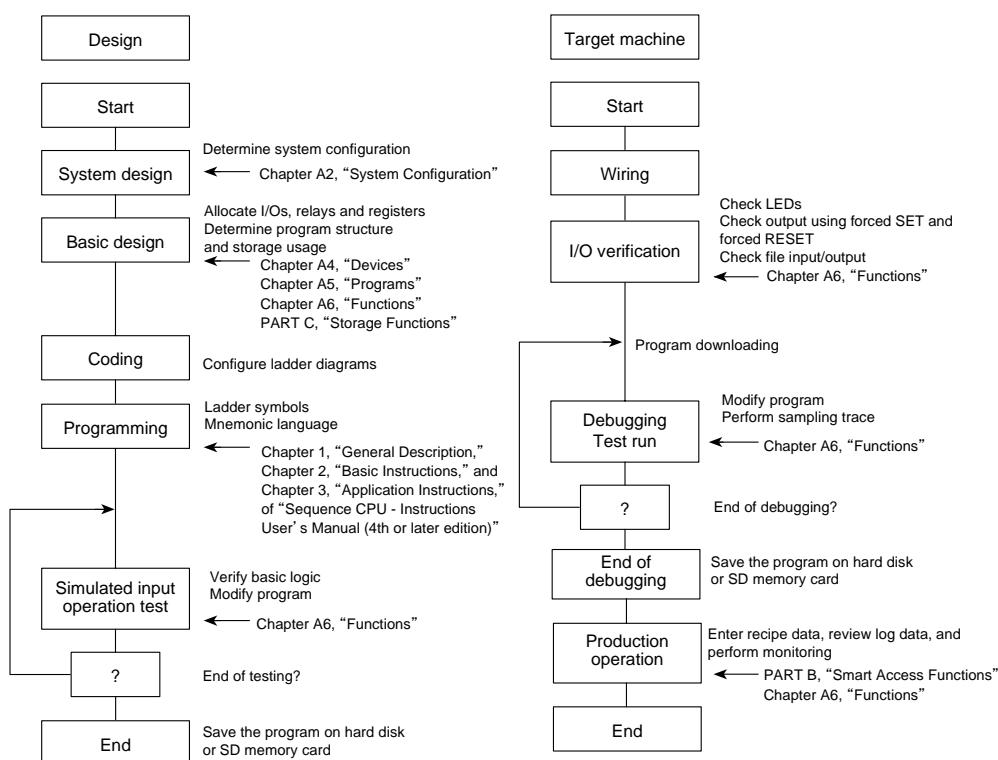 Design
Start
Determine system configuration
System design
Chapter A2, “System Configuration”
Allocate I/Os, relays and registers
Determine program structure
and storage usage
Basic design
Chapter A4, “Devices”
Chapter A5, “Programs”
Chapter A6, “Functions”
PART C, “Storage Functions”
Coding
Configure ladder diagrams
Programming
Ladder symbols
Mnemonic language
Chapter 1, “General Description,”
Chapter 2, “Basic Instructions,” and
Chapter 3, “Application Instructions,”
of “Sequence CPU - Instructions
User’s Manual (4th or later edition)”
Simulated input
operation test
Verify basic logic
Modify program
Chapter A6, “Functions”
?
End of testing?
End
Save the program on hard disk
or SD memory card
Target machine
Start
Wiring
I/O verification
Check LEDs
Check output using forced SET and
forced RESET
Check file input/output
Chapter A6, “Functions”
Program downloading
Debugging
Test run
Modify program
Perform sampling trace
Chapter A6, “Functions”
?
End of debugging?
End of
debugging
Save the program on hard disk
or SD memory card
Production
operation
Enter recipe data, review log data, and
perform monitoring
PART B, “Smart Access Functions”
Chapter A6, “Functions”
End